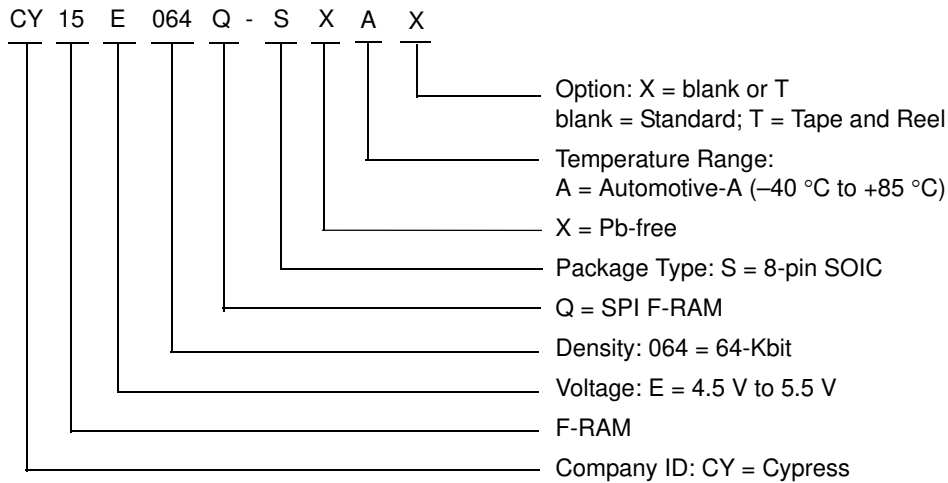 CY 15 E 064 Q - S X A X
Option: X = blank or T
blank = Standard; T = Tape and Reel
Temperature Range:
A = Automotive-A (–40 °C to +85 °C)
X = Pb-free
Package Type: S = 8-pin SOIC
Q = SPI F-RAM
Density: 064 = 64-Kbit
Voltage: E = 4.5 V to 5.5 V
F-RAM
Company ID: CY = Cypress